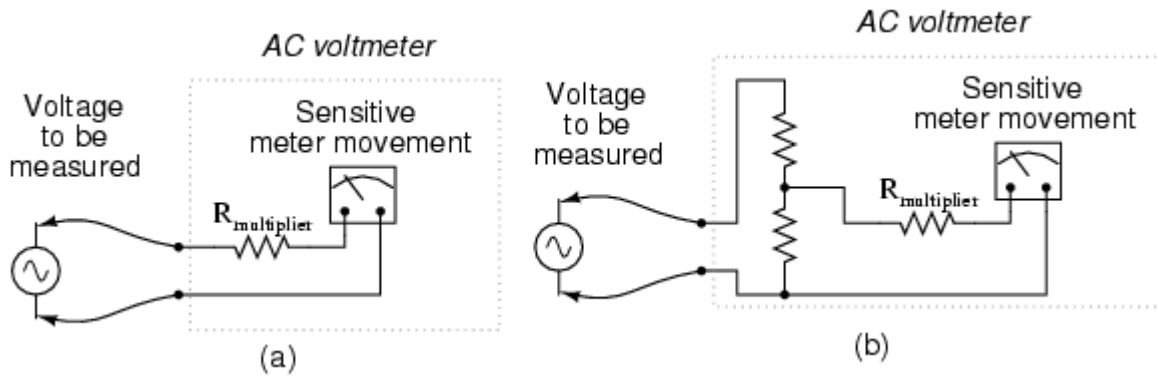 AC voltmeter
Voltage
to be
measured
Sensitive
meter movement
Rmultiplier
(a)
AC voltmeter
Voltage
to be
measured
Sensitive
meter movement
Rmultiplier
(b)